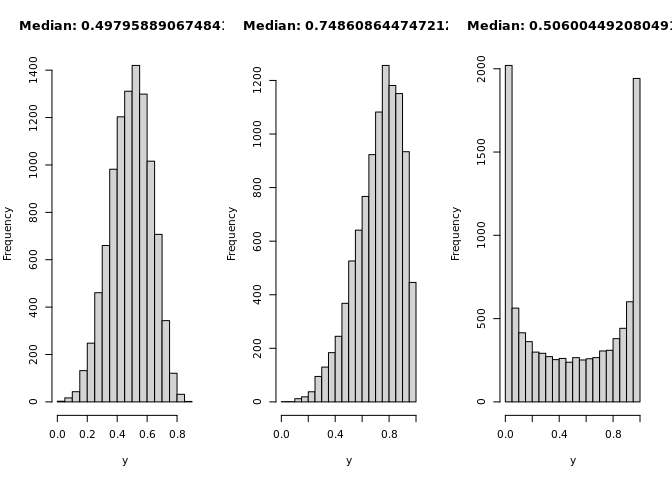 Median: 0.49795889067484
Median: 0.74860864474721
Median: 0.506004492080491
Frequency
0 200 400 600 800 1000 1200 1400
0.0 0.2 0.4 0.6 0.8
y
Frequency
0 200 400 600 800 1000 1200
0.0 0.4 0.8
y
Frequency
0 500 1000 1500 2000
0.0 0.4 0.8
y